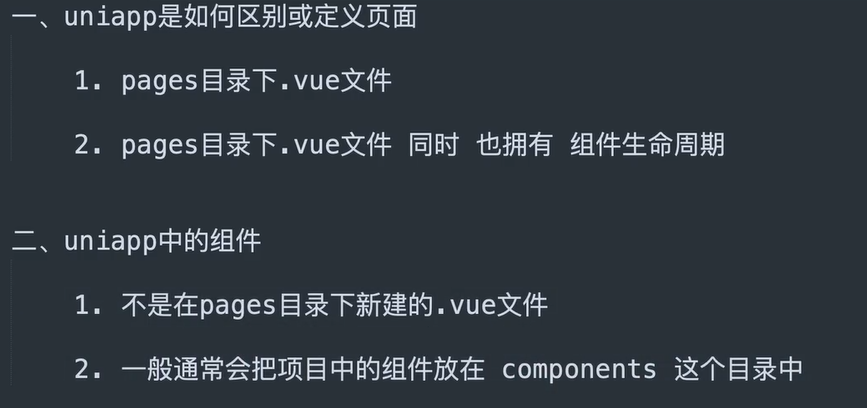 一、uniapp是如何区别或定义页面
1. pages目录下.vue文件
2. pages目录下.vue文件 同时 也拥有 组件生命周期
二、uniapp中的组件
1. 不是在pages目录下新建的.vue文件
2. 一般通常会把项目中的组件放在 components 这个目录中